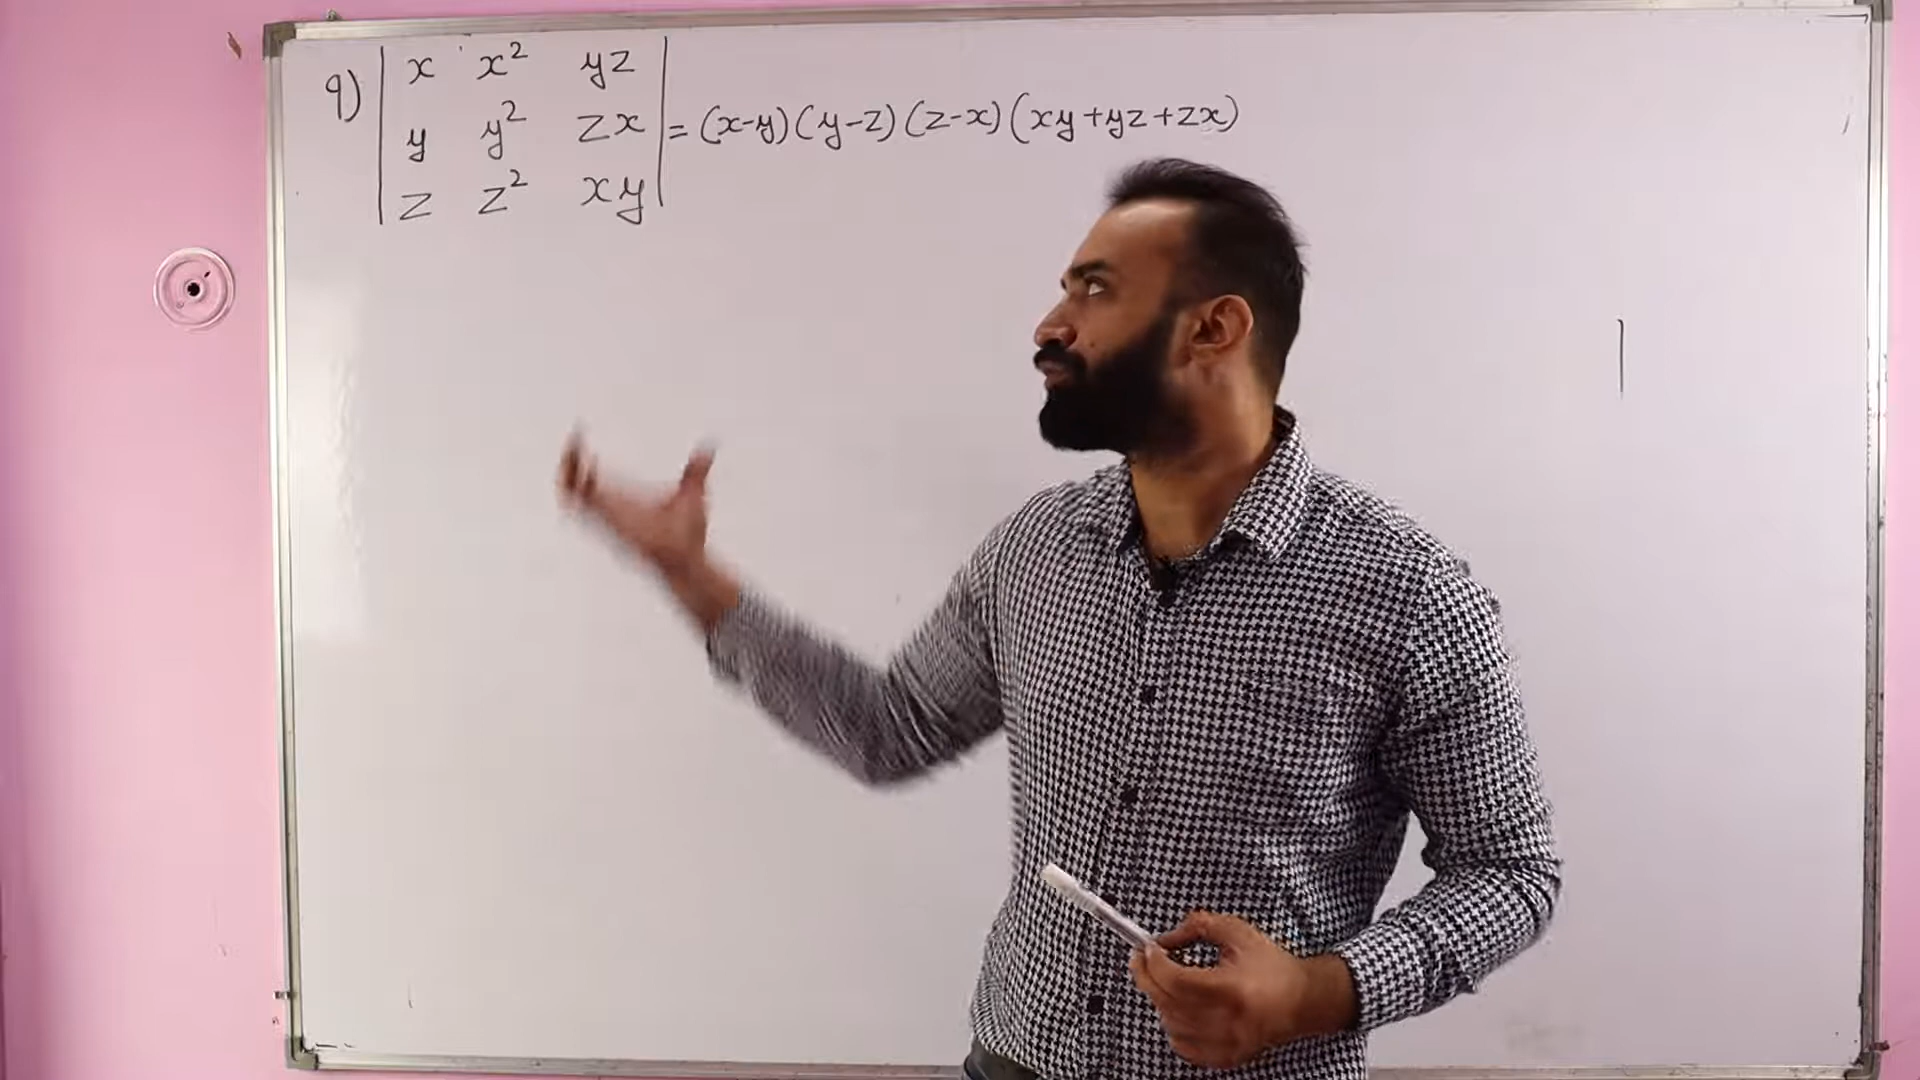 9) | x x² yz |
| y y² zx | = (x-y)(y-z)(z-x)(xy+yz+zx)
| z z² xy |